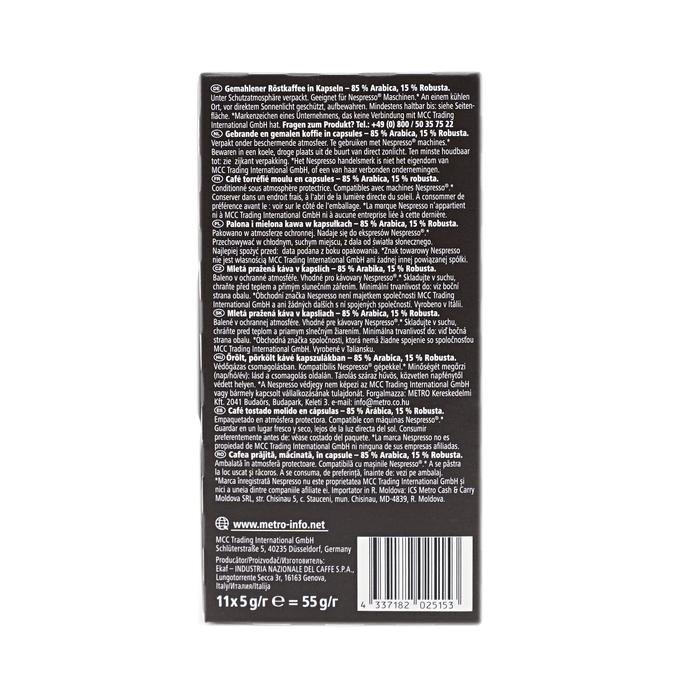 DE Gemahlener Röstkaffee in Kapseln – 85 % Arabica, 15 % Robusta.
Unter Schutzatmosphäre verpackt. Geeignet für Nespresso® Maschinen.* An einem kühlen
Ort, vor direktem Sonnenlicht geschützt, aufbewahren. Mindestens haltbar bis: siehe Seiten-
fläche. *Markenzeichen eines Unternehmens, das keine Verbindung mit MCC Trading
International GmbH hat. Fragen zum Produkt? Tel.: +49 (0) 800 / 50 35 75 22
NL Gebrande en gemalen koffie in capsules – 85 % Arabica, 15 % Robusta.
Verpakt onder beschermende atmosfeer. Te gebruiken met Nespresso® machines.*
Bewaren in een koele, droge plaats uit de buurt van direct zonlicht. Ten minste houdbaar
tot: zie zijkant verpakking. *Het Nespresso handelsmerk is niet het eigendom van
MCC Trading International GmbH, of een van haar verbonden ondernemingen.
FR Café torréfié moulu en capsules – 85 % Arabica, 15 % robusta.
Conditionné sous atmosphère protectrice. Compatibles avec machines Nespresso®.*
Conserver dans un endroit frais, à l'abri de la lumière directe du soleil. À consommer de
préférence avant le : voir sur le côté de l'emballage. *La marque Nespresso n'appartient
ni à MCC Trading International GmbH ni à aucune entreprise liée à cette dernière.
PL Palona i mielona kawa w kapsułkach – 85 % Arabica, 15 % Robusta.
Pakowano w atmosferze ochronnej. Nadaje się do ekspresów Nespresso®.*
Przechowywać w chłodnym, suchym miejscu, z dala od światła słonecznego.
Najlepiej spożyć przed: data podana z boku opakowania. *Znak towarowy Nespresso
nie jest własnością MCC Trading International GmbH ani żadnej innej powiązanej spółki.
CZ Mletá pražená káva v kapslích – 85 % Arabika, 15 % Robusta.
Baleno v ochranné atmosféře. Vhodné pro kávovary Nespresso®.* Skladujte v suchu,
chraňte před teplem a přímým slunečním zářením. Minimální trvanlivost do: viz boční
strana obalu. *Obchodní značka Nespresso není majetkem společnosti MCC Trading
International GmbH a ani žádných dalších s ní spojených společností. Vyrobeno v Itálii.
SK Mletá pražená káva v kapsliach – 85 % Arabika, 15 % Robusta.
Balené v ochrannej atmosfére. Vhodné pre kávovary Nespresso®.* Skladujte v suchu,
chráňte pred teplom a priamym slnečným žiarením. Minimálna trvanlivosť do: viď bočná
strana obalu. *Obchodná značka Nespresso nie je vlastníctvom spoločnosti
MCC Trading International GmbH. Vyrobené v Taliansku.
HU Őrölt, pörkölt kávé kapszulákban – 85 % Arabica, 15 % Robusta.
Védőgázas csomagolásban. Kompatibilis Nespresso® gépekkel.* Minőségét megőrzi
(nap/hó/év): lásd a csomagolás oldalán. Tárolás száraz hűvös, közvetlen napfénytől
védett helyen. *A Nespresso védjegy nem képezi az MCC Trading International GmbH
vagy bármely kapcsolt vállalkozásának tulajdonát. Forgalmazza: METRO Kereskedelmi
Kft. 2041 Budaörs, Budapark, Keleti 3. e-mail: info@metro.co.hu
ES Café tostado molido en cápsulas – 85 % Arábica, 15 % Robusta.
Empaquetado en atmósfera protectora. Compatible con máquinas Nespresso®.*
Guardar en un lugar fresco y seco, lejos de la luz directa del sol. Consumir
preferentemente antes de: véase costado del paquete. *La marca Nespresso no es
propiedad de MCC Trading International GmbH ni ninguna de sus empresas afiliadas.
RO Cafea prăjită, măcinată, în capsule – 85 % Arabica, 15 % Robusta.
Ambalată în atmosferă protectoare. Compatibilă cu mașinile Nespresso®.* A se păstra
la loc uscat și răcoros. A se consuma, de preferință, înainte de: vezi pe ambalaj.
*Marca înregistrată Nespresso nu este proprietatea MCC Trading International GmbH și
nici a uneia dintre companiile afiliate ei. Importator in R. Moldova: ICS Metro Cash & Carry
Moldova SRL, str. Chisinau 5, c. Stauceni, mun. Chisinau, MD-4839, R. Moldova.
www.metro-info.net
MCC Trading International GmbH
Schlüterstraße 5, 40235 Düsseldorf, Germany
Producător/Proizvođač/Изготовитель:
Ekaf – INDUSTRIA NAZIONALE DEL CAFFE S.P.A.,
Lungotorrente Secca 3r, 16163 Genova,
Italy/Италия/Italija
11 x 5 g/г e = 55 g/г
4 337182 025153